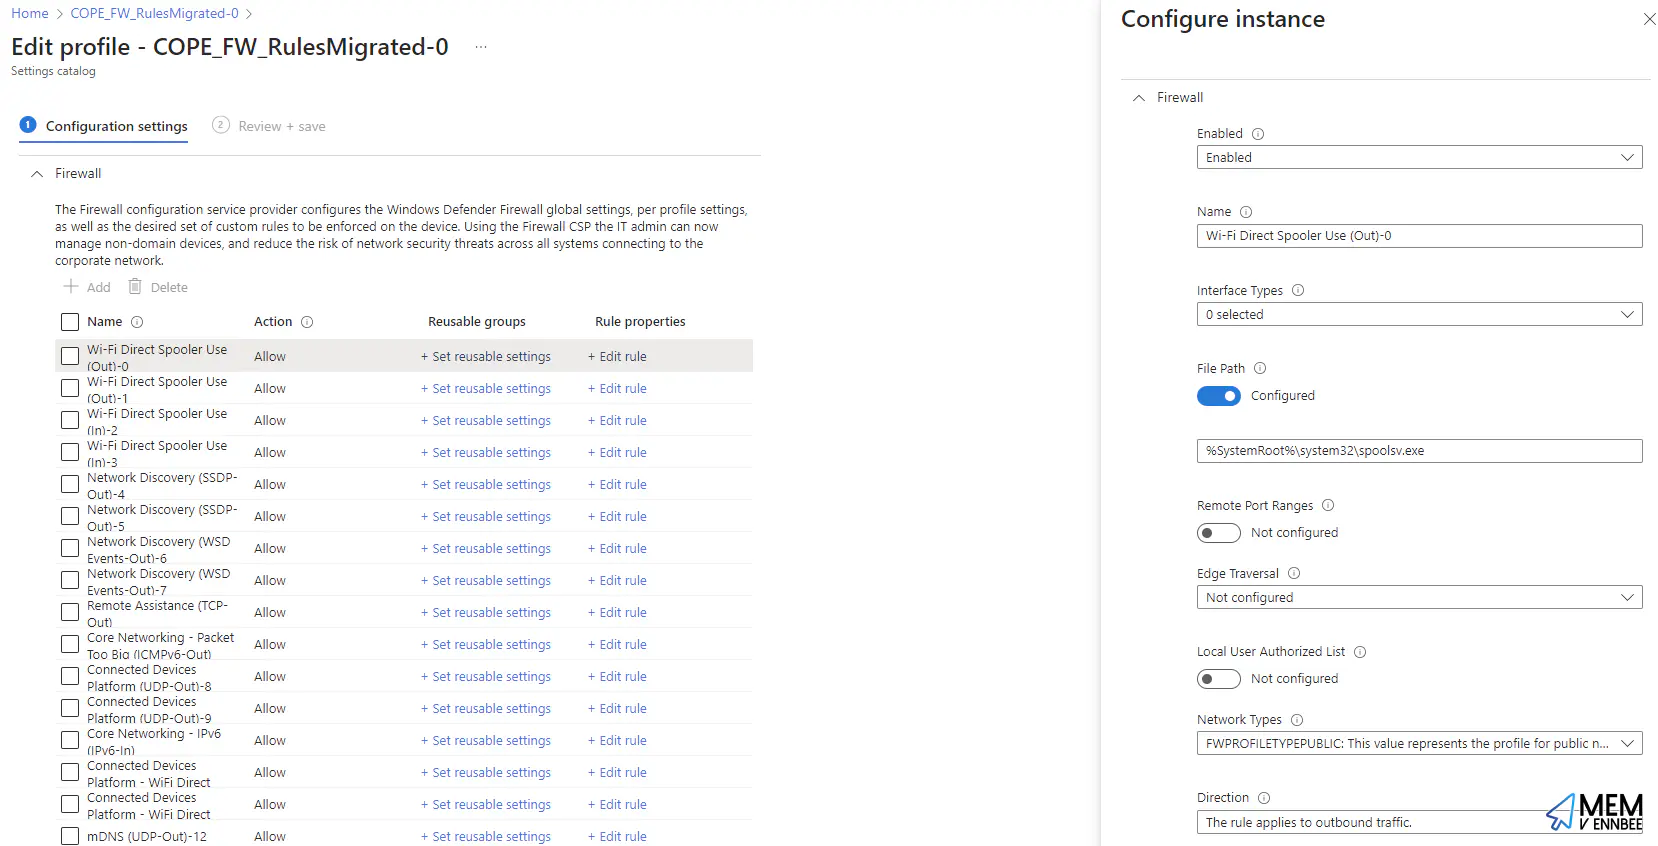 Home > COPE_FW_RulesMigrated-0 >
Edit profile - COPE_FW_RulesMigrated-0 ...
Settings catalog
1 Configuration settings 2 Review + save
Firewall
The Firewall configuration service provider configures the Windows Defender Firewall global settings, per profile settings,
as well as the desired set of custom rules to be enforced on the device. Using the Firewall CSP the IT admin can now
manage non-domain devices, and reduce the risk of network security threats across all systems connecting to the
corporate network.
+ Add Delete
Name Action Reusable groups Rule properties
Wi-Fi Direct Spooler Use
(Out)-0
Allow + Set reusable settings + Edit rule
Wi-Fi Direct Spooler Use
(Out)-1
Allow + Set reusable settings + Edit rule
Wi-Fi Direct Spooler Use
(In)-2
Allow + Set reusable settings + Edit rule
Wi-Fi Direct Spooler Use
(In)-3
Allow + Set reusable settings + Edit rule
Network Discovery (SSDP-
Out)-4
Allow + Set reusable settings + Edit rule
Network Discovery (SSDP-
Out)-5
Allow + Set reusable settings + Edit rule
Network Discovery (WSD
Events-Out)-6
Allow + Set reusable settings + Edit rule
Network Discovery (WSD
Events-Out)-7
Allow + Set reusable settings + Edit rule
Remote Assistance (TCP-
Out)
Allow + Set reusable settings + Edit rule
Core Networking - Packet
Too Big (ICMPv6-Out)
Allow + Set reusable settings + Edit rule
Connected Devices
Platform (UDP-Out)-8
Allow + Set reusable settings + Edit rule
Connected Devices
Platform (UDP-Out)-9
Allow + Set reusable settings + Edit rule
Core Networking - IPv6
(IPv6-In)
Allow + Set reusable settings + Edit rule
Connected Devices
Platform - WiFi Direct
Allow + Set reusable settings + Edit rule
Connected Devices
Platform - WiFi Direct
Allow + Set reusable settings + Edit rule
mDNS (UDP-Out)-12 Allow + Set reusable settings + Edit rule
Configure instance
Firewall
Enabled
Enabled
Name
Wi-Fi Direct Spooler Use (Out)-0
Interface Types
0 selected
File Path
Configured
%SystemRoot%\system32\spoolsv.exe
Remote Port Ranges
Not configured
Edge Traversal
Not configured
Local User Authorized List
Not configured
Network Types
FWPROFILETYPEPUBLIC: This value represents the profile for public n...
Direction
The rule applies to outbound traffic.
MEM
V ENNBEE